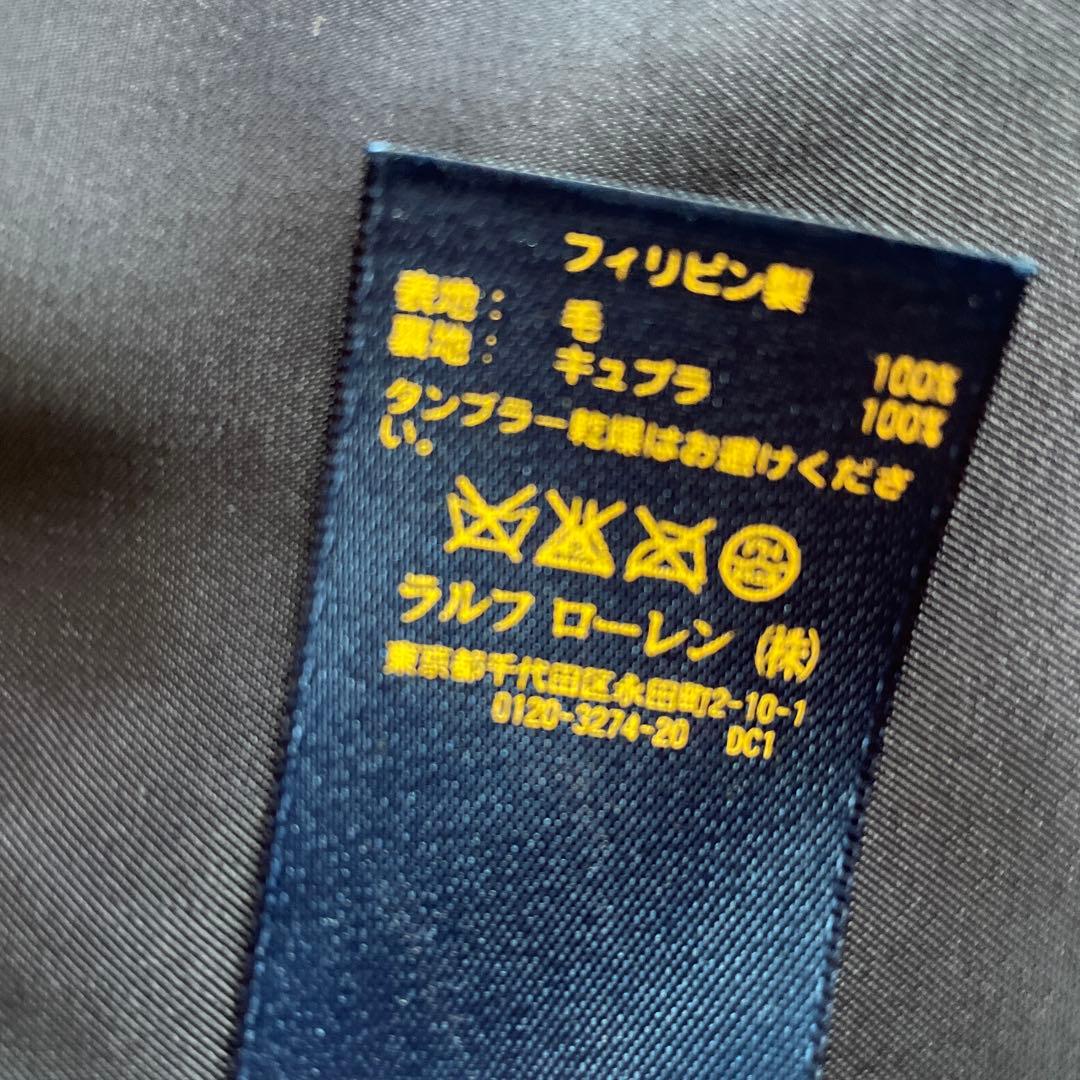 フィリピン製
表地： 毛 100%
裏地： キュプラ 100%
タンブラー乾燥はお避けくださ
い。
ラルフ ローレン (株)
東京都千代田区永田町2-10-1
0120-3274-20 DC1